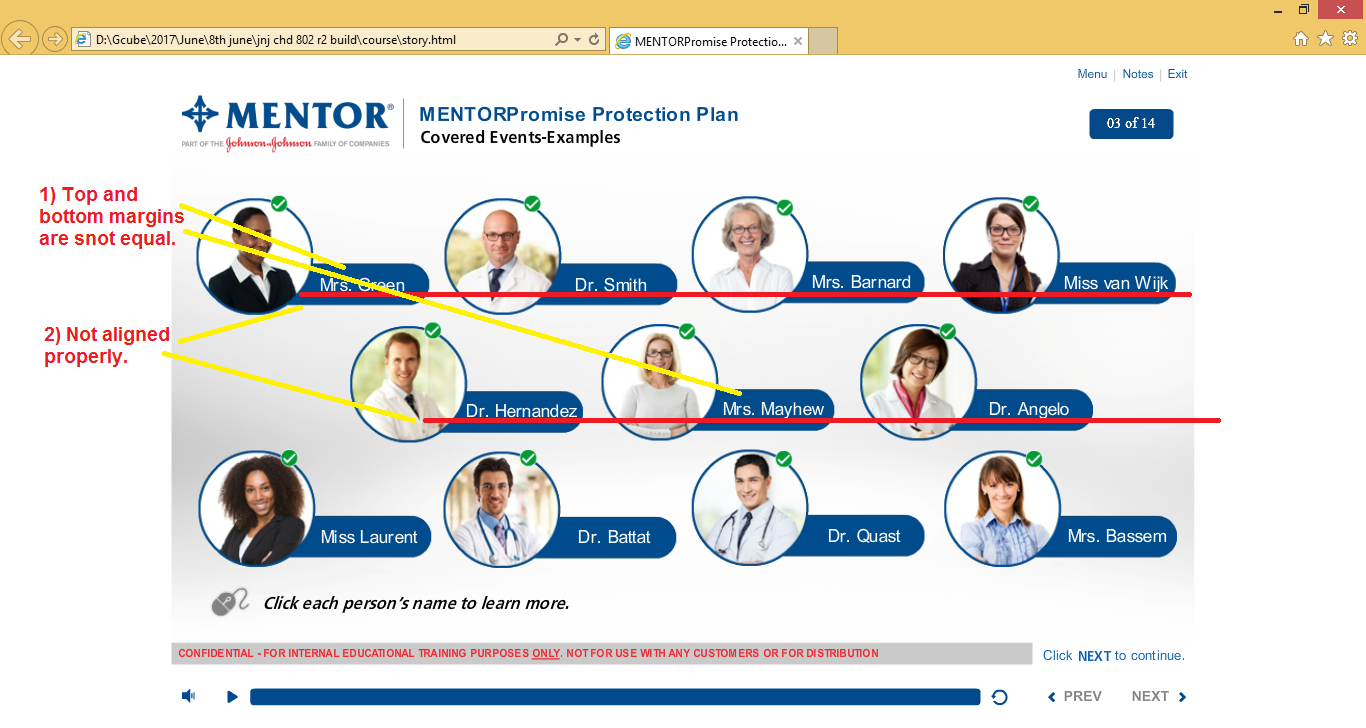 D:\Gcube\2017\June\8th june\jnj chd 802 r2 build\course\story.html
MENTORPromise Protectio...
Menu | Notes | Exit
MENTOR®
PART OF THE Johnson & Johnson FAMILY OF COMPANIES
MENTORPromise Protection Plan
Covered Events-Examples
03 of 14
1) Top and
bottom margins
are snot equal.
Mrs. Green
Dr. Smith
Mrs. Barnard
Miss van Wijk
2) Not aligned
properly.
Dr. Hernandez
Mrs. Mayhew
Dr. Angelo
Miss Laurent
Dr. Battat
Dr. Quast
Mrs. Bassem
Click each person's name to learn more.
CONFIDENTIAL - FOR INTERNAL EDUCATIONAL TRAINING PURPOSES ONLY. NOT FOR USE WITH ANY CUSTOMERS OR FOR DISTRIBUTION
Click NEXT to continue.
PREV
NEXT